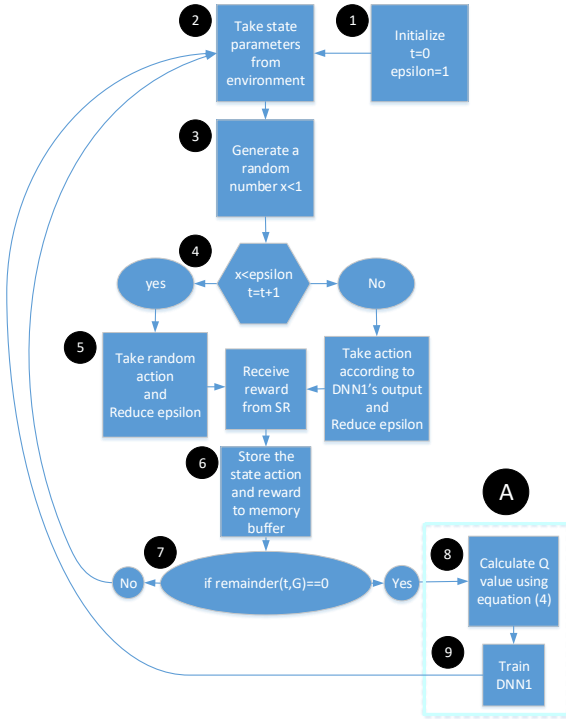 2
Take state
parameters
from
environment
1
Initialize
t=0
epsilon=1
3
Generate a
random
number x<1
4
yes
x<epsilon
t=t+1
No
5
Take random
action
and
Reduce epsilon
Receive
reward
from SR
Take action
according to
DNN1's output
and
Reduce epsilon
6
Store the
state action
and reward
to memory
buffer
A
7
No
if remainder(t,G)==0
Yes
8
Calculate Q
value using
equation (4)
9
Train
DNN1